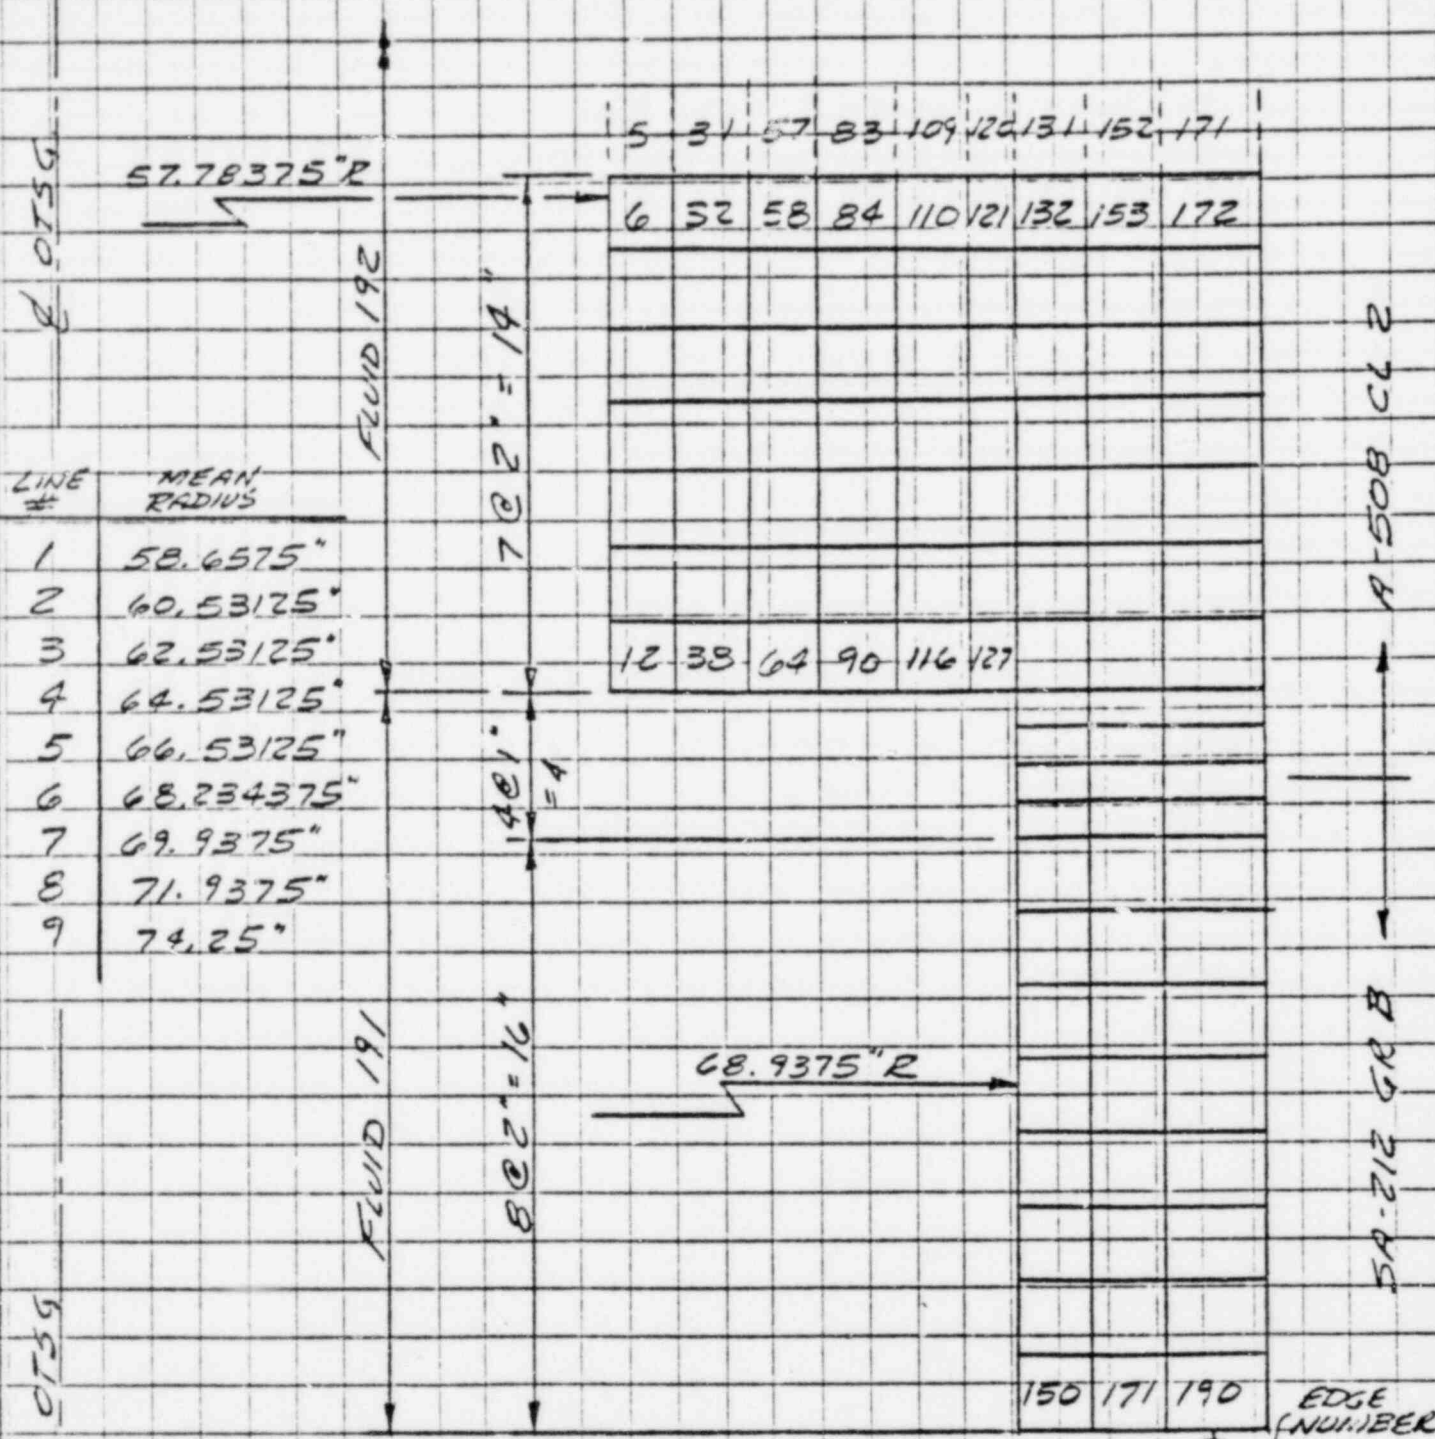 5 31 57 83 109 120 131 152 171
57.78375"R
6 32 58 84 110 121 132 153 172
℄ OTSG
FLUID 192
7 @ 2" = 14"
A-508 CL 2
LINE # MEAN RADIUS
1 58.6575"
2 60.53125"
3 62.53125"
4 64.53125"
5 66.53125"
6 68.234375"
7 69.9375"
8 71.9375"
9 74.25"
12 38 64 90 116 127
4@1" = 4
FLUID 191
8@2" = 16"
68.9375"R
SA-212 GR B
OTSG
150 171 190
EDGE
(NUMBER